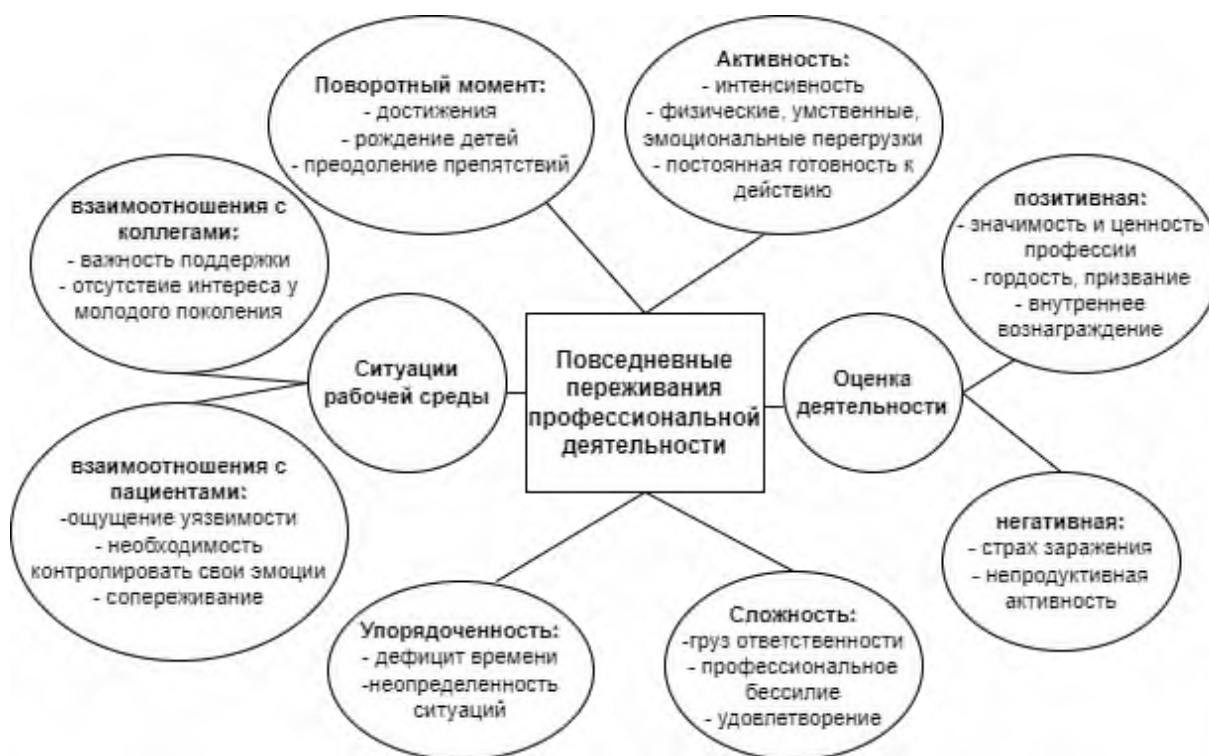 Поворотный момент:
- достижения
- рождение детей
- преодоление препятствий
Активность:
- интенсивность
- физические, умственные,
эмоциональные перегрузки
- постоянная готовность к
действию
взаимоотношения с
коллегами:
- важность поддержки
- отсутствие интереса у
молодого поколения
позитивная:
- значимость и ценность
профессии
- гордость, призвание
- внутреннее
вознаграждение
Ситуации
рабочей среды
Повседневные
переживания
профессиональной
деятельности
Оценка
деятельности
взаимоотношения с
пациентами:
-ощущение уязвимости
- необходимость
контролировать свои эмоции
- сопереживание
негативная:
- страх заражения
- непродуктивная
активность
Упорядоченность:
- дефицит времени
-неопределенность
ситуаций
Сложность:
-груз ответственности
- профессиональное
бессилие
- удовлетворение